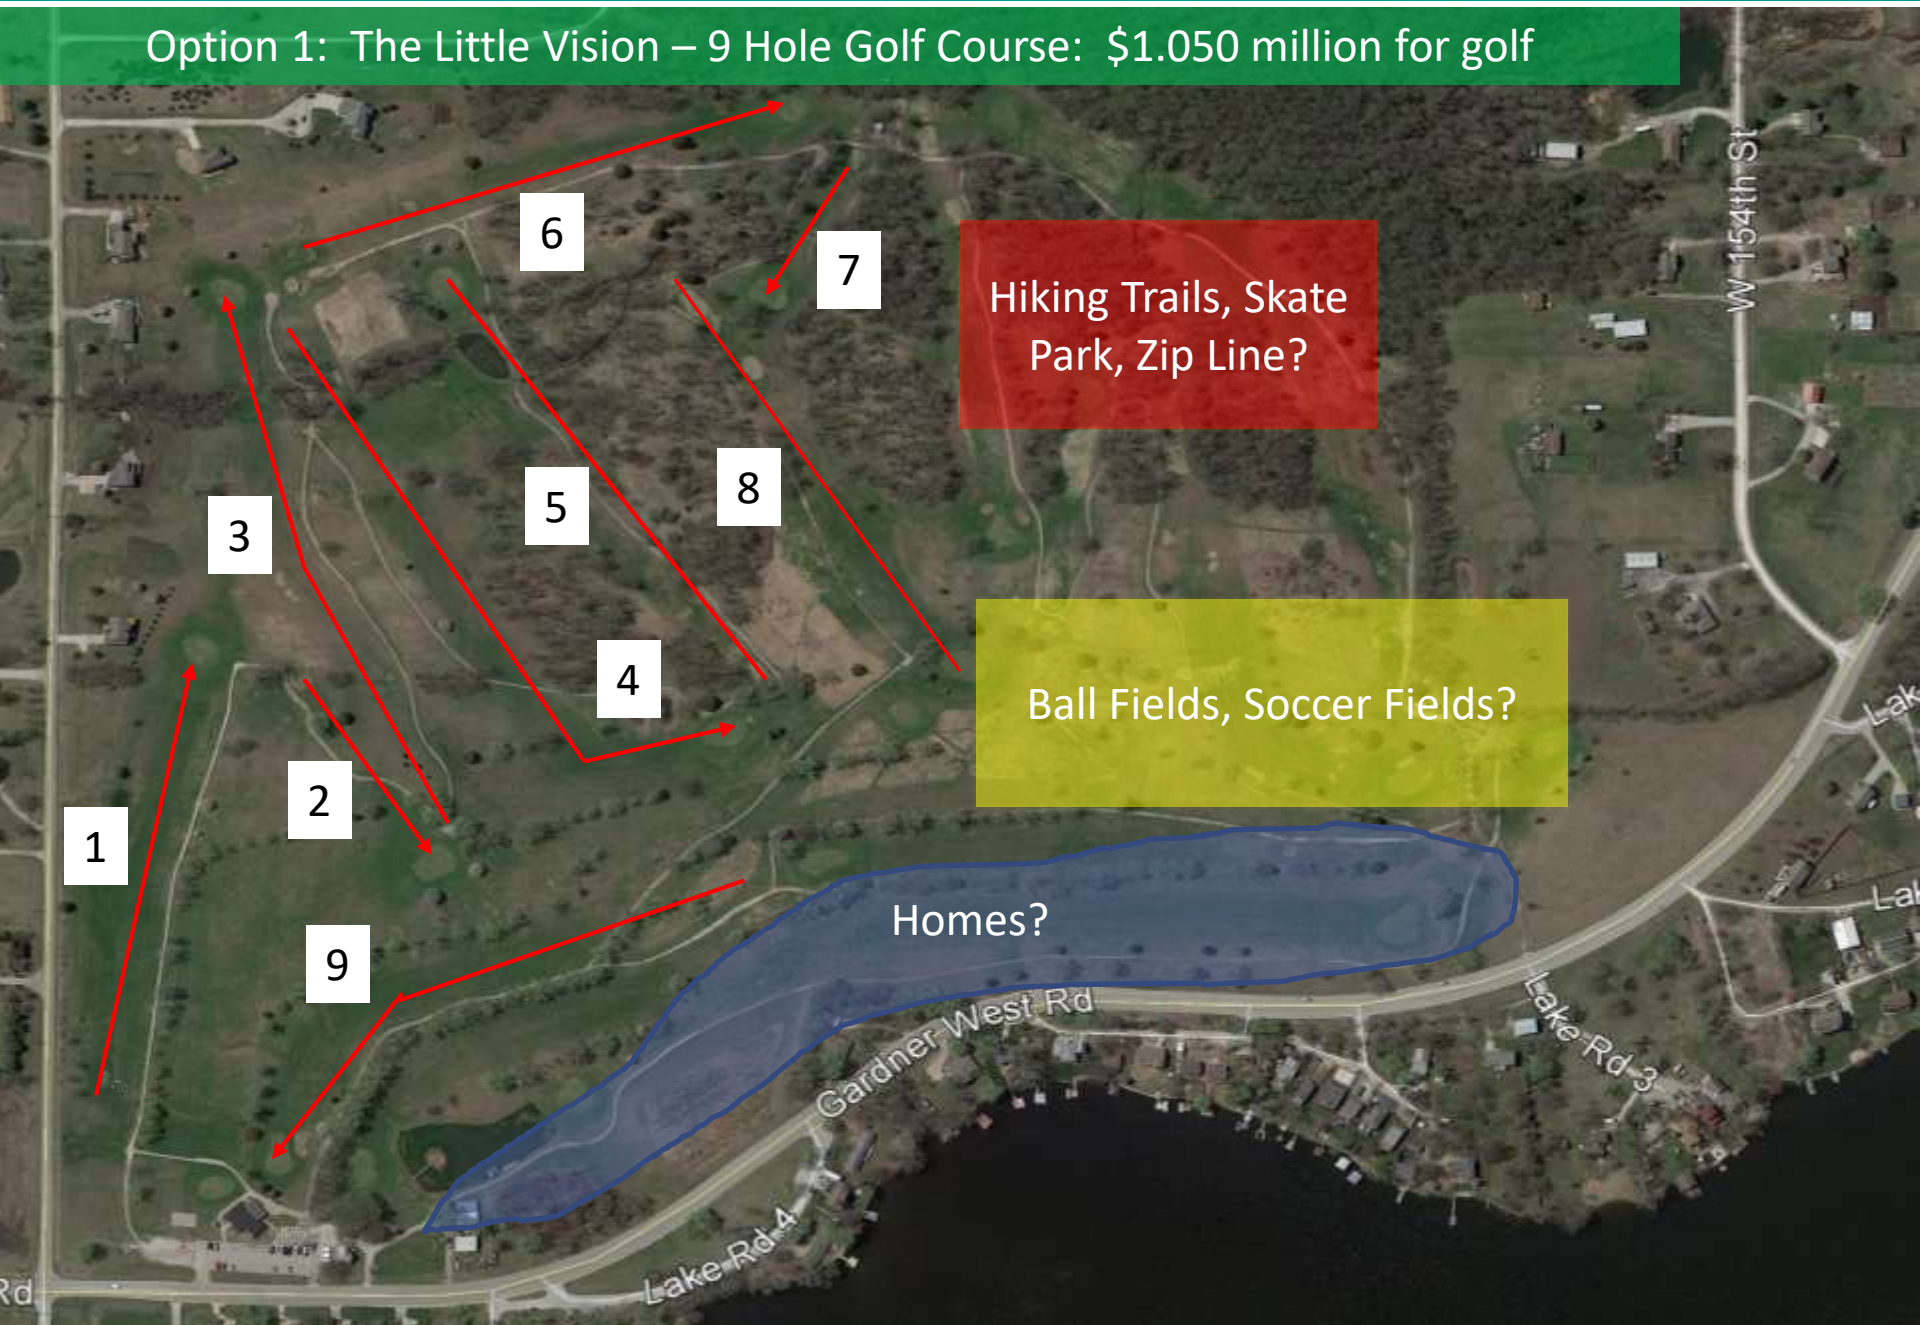 Option 1:  The Little Vision – 9 Hole Golf Course:  $1.050 million for golf
W 154th St
6
7
Hiking Trails, Skate
Park, Zip Line?
5
8
3
4
Ball Fields, Soccer Fields?
Lak
2
1
Lak
Homes?
9
Gardner West Rd
Lake Rd 3
Lake Rd 4
Rd